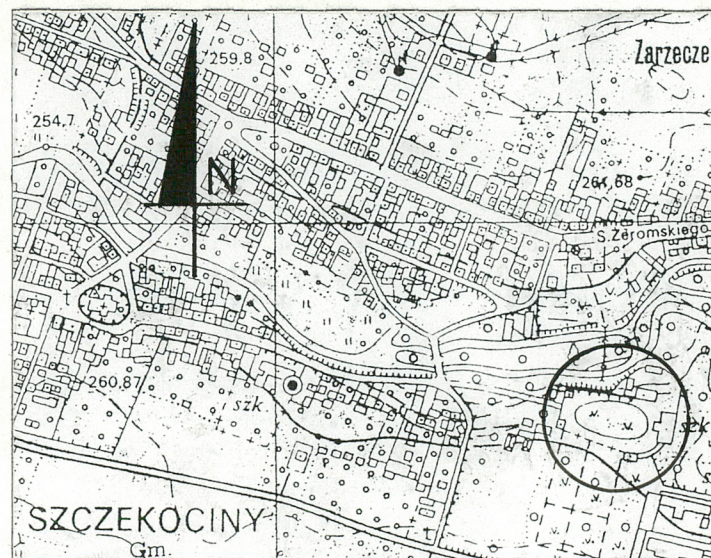 Zarzecze
259,8
254,7
N
261,68
S. Żeromskiego
260,87
szk
szk
SZCZEKOCINY
Gm.